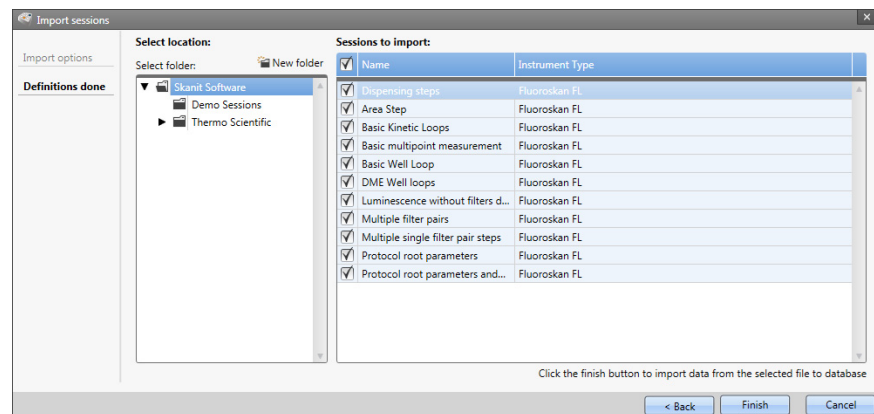 Import sessions
Import options
Definitions done
Select location:
Select folder:
New folder
Skanit Software
Demo Sessions
Thermo Scientific
Sessions to import:
Name Instrument Type
Dispensing steps Fluoroskan FL
Area Step Fluoroskan FL
Basic Kinetic Loops Fluoroskan FL
Basic multipoint measurement Fluoroskan FL
Basic Well Loop Fluoroskan FL
DME Well loops Fluoroskan FL
Luminescence without filters d... Fluoroskan FL
Multiple filter pairs Fluoroskan FL
Multiple single filter pair steps Fluoroskan FL
Protocol root parameters Fluoroskan FL
Protocol root parameters and... Fluoroskan FL
Click the finish button to import data from the selected file to database
< Back Finish Cancel